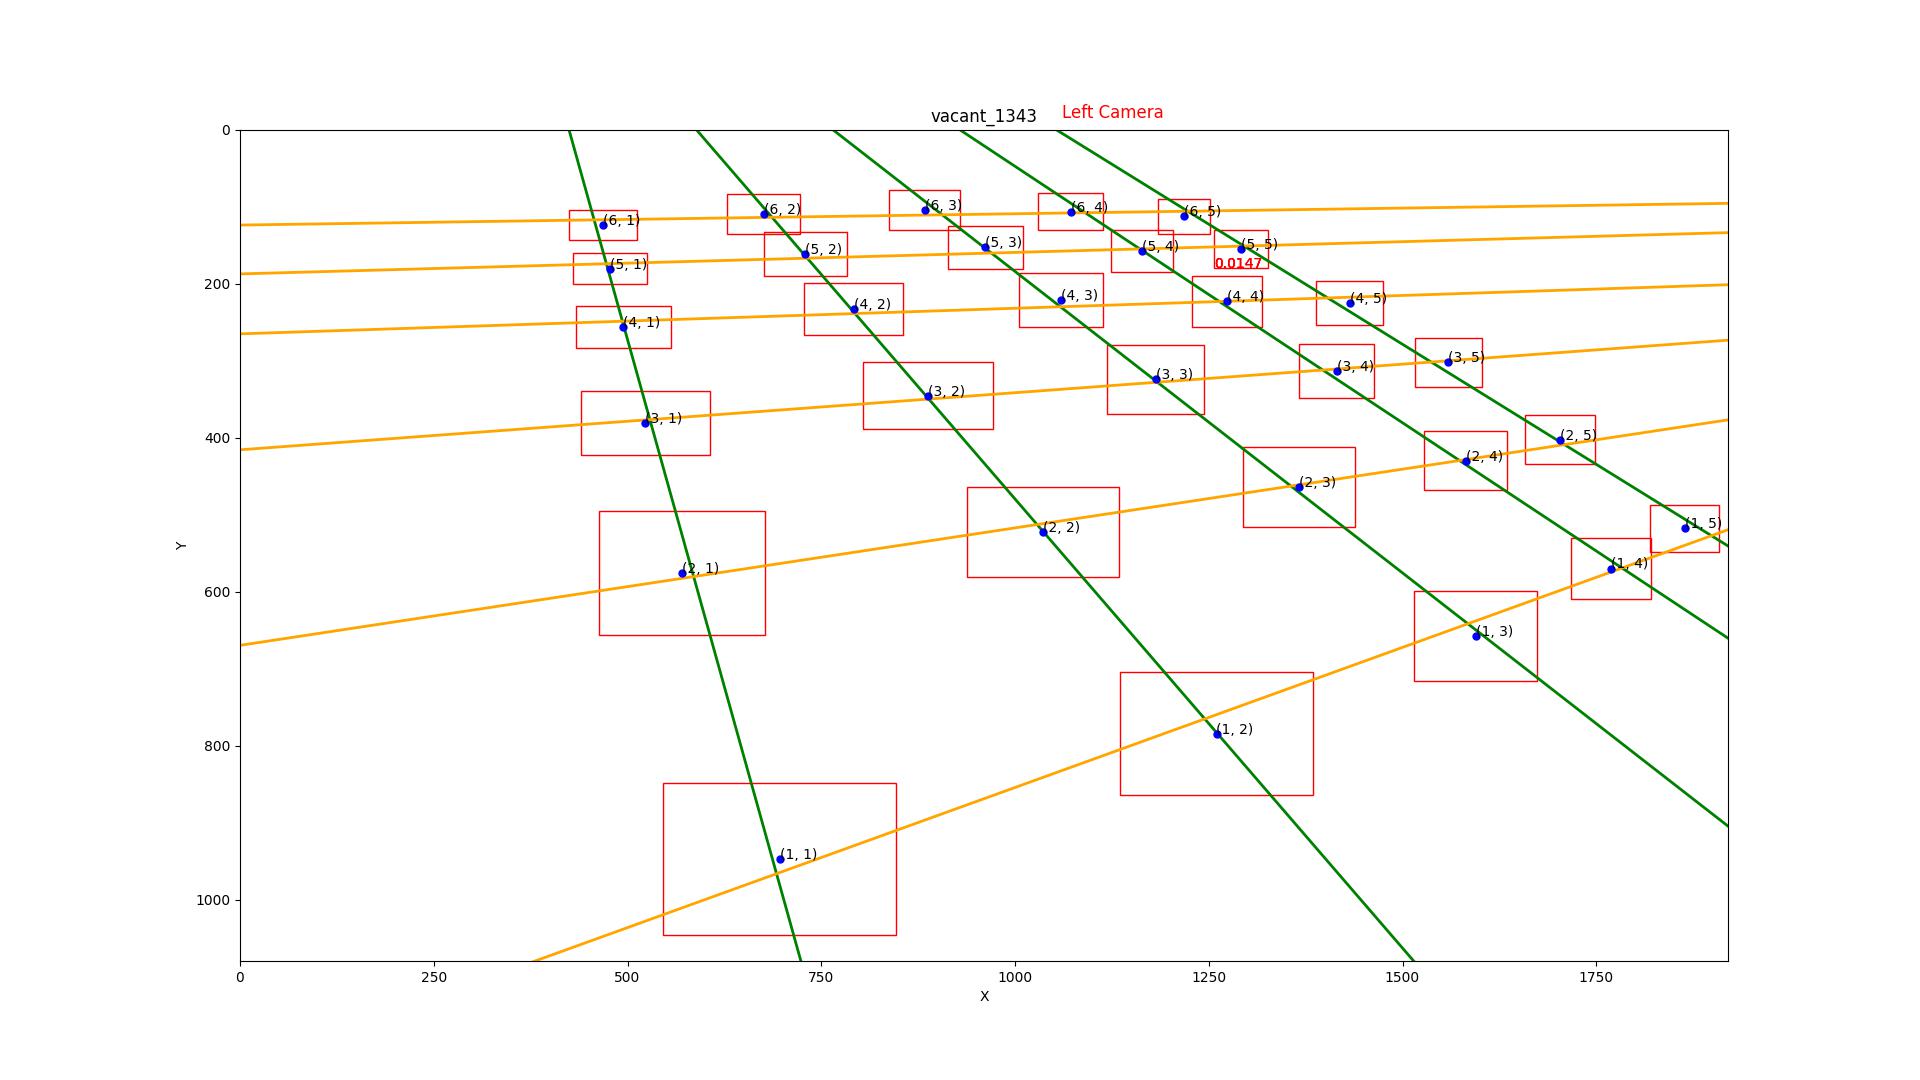 vacant_1343 Left Camera
0
(6, 1) (6, 2) (6, 3) (6, 4) (6, 5)
(5, 1) (5, 2) (5, 3) (5, 4) (5, 5)
0.0147
200
(4, 1) (4, 2) (4, 3) (4, 4) (4, 5)
(3, 1) (3, 2) (3, 3) (3, 4) (3, 5)
400
(2, 1) (2, 2) (2, 3) (2, 4) (2, 5)
Y
600
(1, 1) (1, 2) (1, 3) (1, 4) (1, 5)
800
1000
0 250 500 750 1000 1250 1500 1750
X